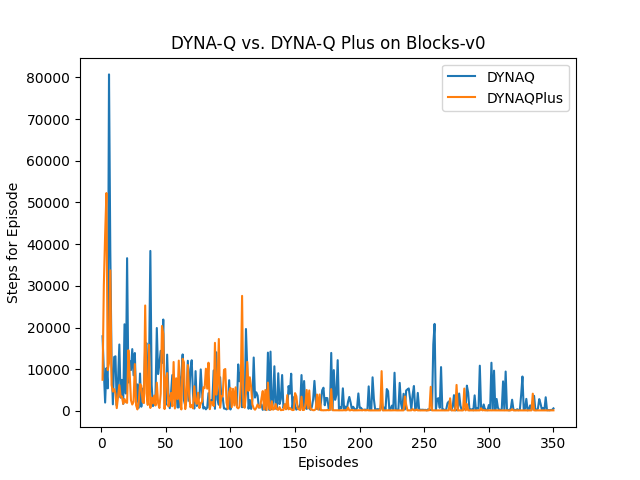 DYNA-Q vs. DYNA-Q Plus on Blocks-v0
DYNAQ
DYNAQPlus
80000
70000
60000
50000
40000
30000
20000
10000
0
Steps for Episode
0 50 100 150 200 250 300 350
Episodes